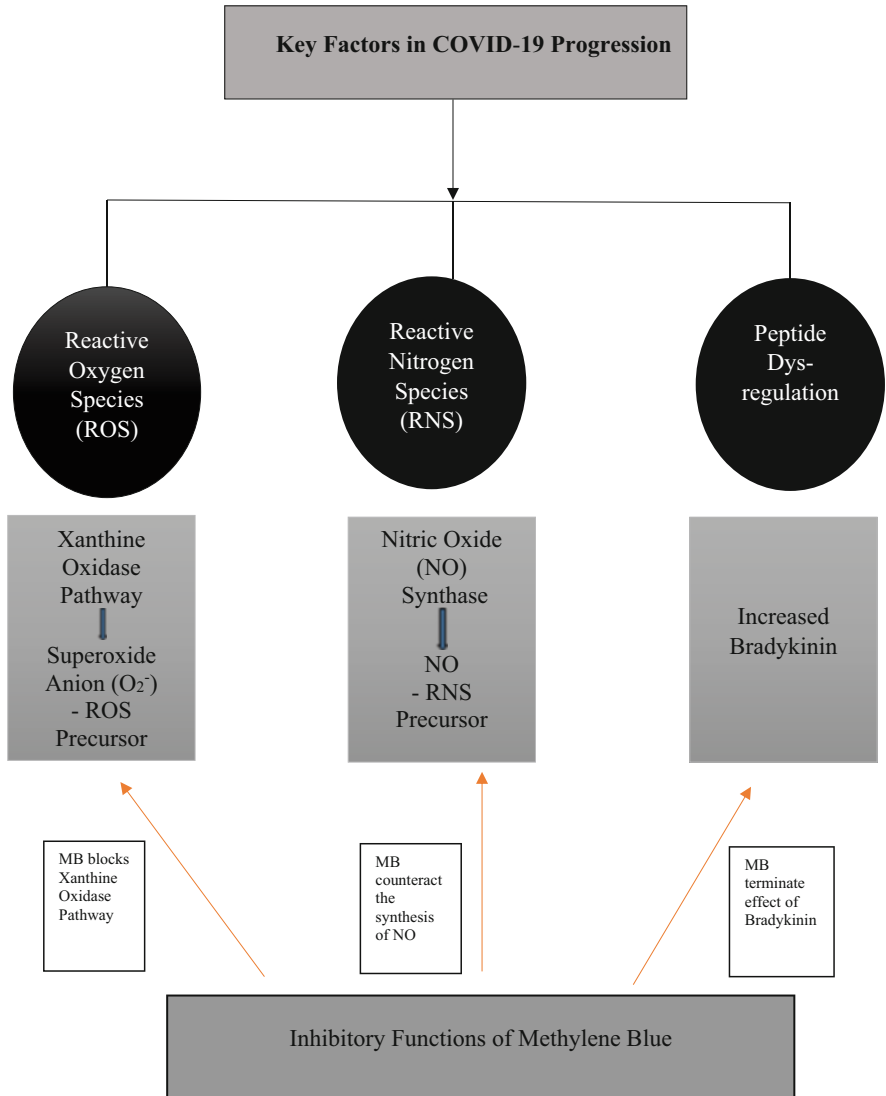 Key Factors in COVID-19 Progression
Reactive
Oxygen
Species
(ROS)
Reactive
Nitrogen
Species
(RNS)
Peptide
Dys-
regulation
Xanthine
Oxidase
Pathway
Superoxide
Anion (O₂⁻)
- ROS
Precursor
Nitric Oxide
(NO)
Synthase
NO
- RNS
Precursor
Increased
Bradykinin
MB blocks
Xanthine
Oxidase
Pathway
MB
counteract
the
synthesis
of NO
MB
terminate
effect of
Bradykinin
Inhibitory Functions of Methylene Blue